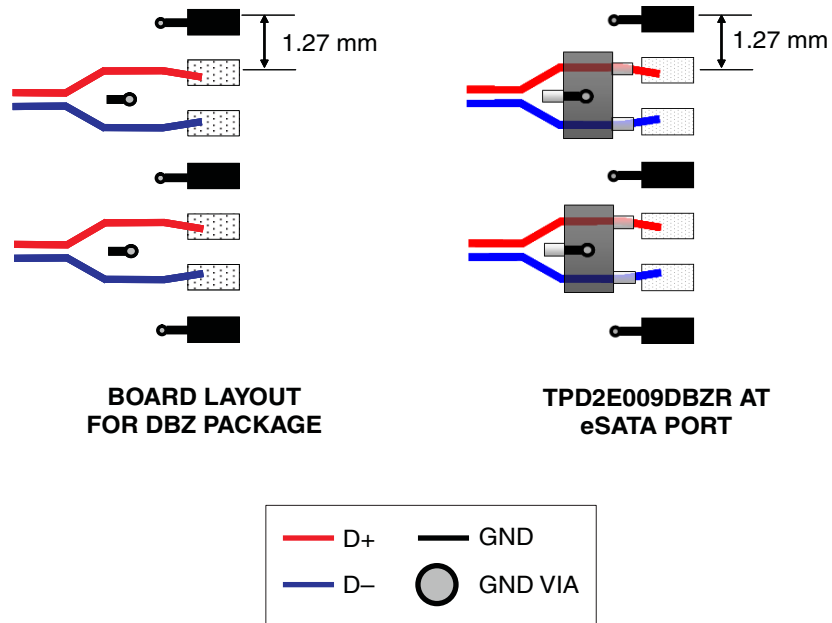 1.27 mm
1.27 mm
BOARD LAYOUT
FOR DBZ PACKAGE
TPD2E009DBZR AT
eSATA PORT
D+
GND
D–
GND VIA